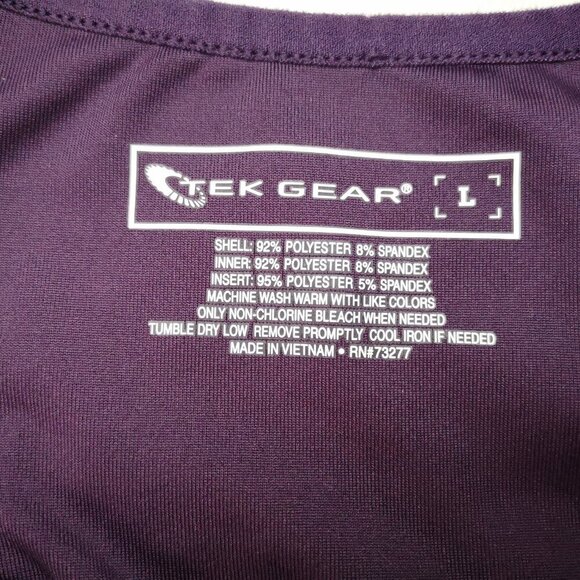 TEK GEAR® L
SHELL: 92% POLYESTER 8% SPANDEX
INNER: 92% POLYESTER 8% SPANDEX
INSERT: 95% POLYESTER 5% SPANDEX
MACHINE WASH WARM WITH LIKE COLORS
ONLY NON-CHLORINE BLEACH WHEN NEEDED
TUMBLE DRY LOW REMOVE PROMPTLY COOL IRON IF NEEDED
MADE IN VIETNAM • RN#73277